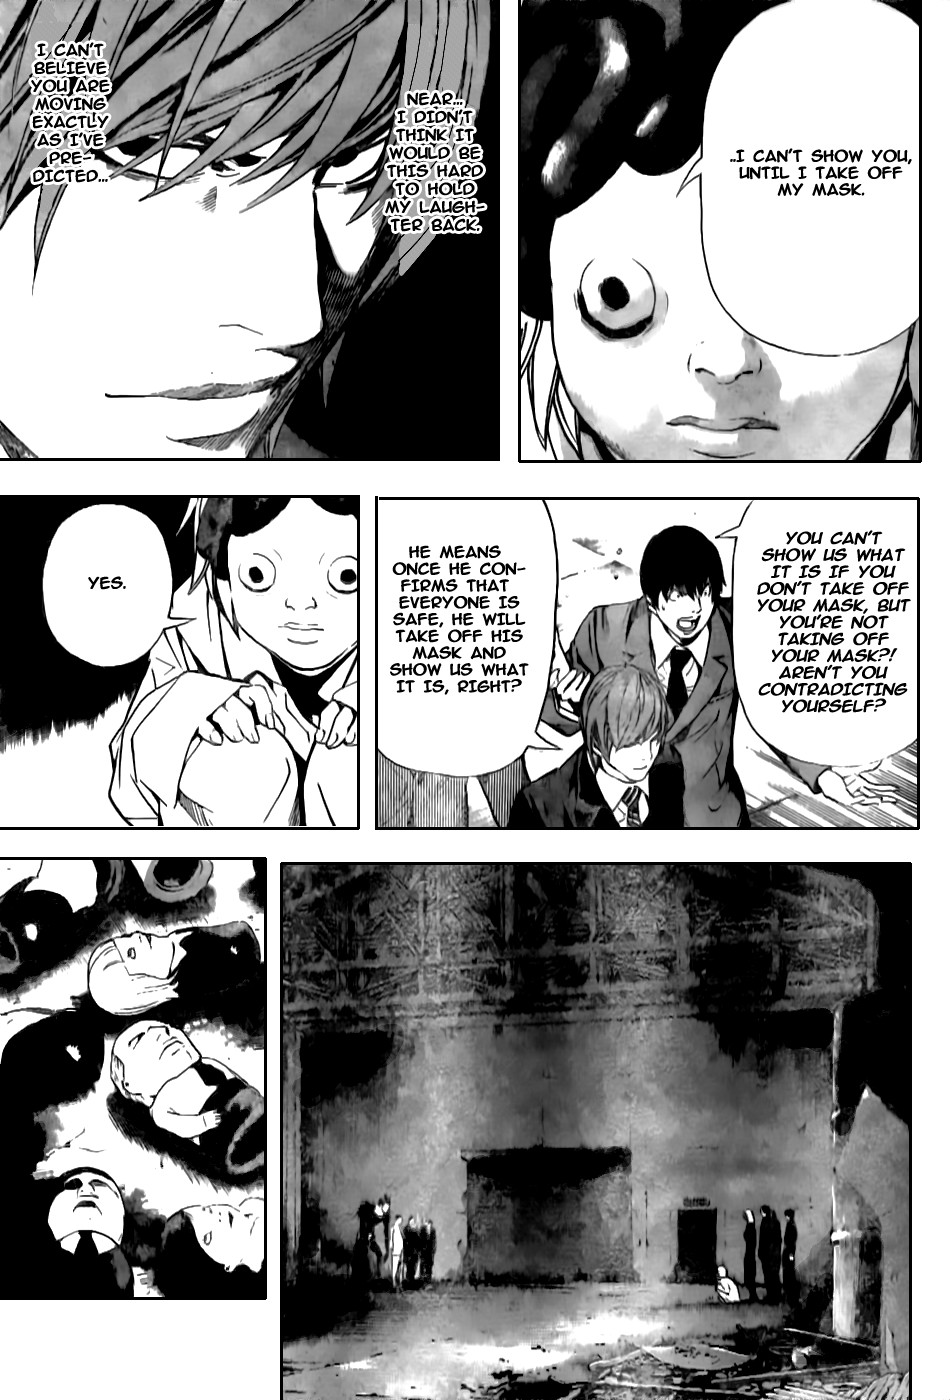 ..I CAN'T SHOW YOU,
UNTIL I TAKE OFF
MY MASK.
NEAR...
I DIDN'T
THINK IT
WOULD BE
THIS HARD
TO HOLD
MY LAUGH-
TER BACK.
I CAN'T
BELIEVE
YOU ARE
MOVING
EXACTLY
AS I'VE
PRE-
DICTED...
YOU CAN'T
SHOW US WHAT
IT IS IF YOU
DON'T TAKE OFF
YOUR MASK, BUT
YOU'RE NOT
TAKING OFF
YOUR MASK?!
AREN'T YOU
CONTRADICTING
YOURSELF?
HE MEANS
ONCE HE CON-
FIRMS THAT
EVERYONE IS
SAFE, HE WILL
TAKE OFF HIS
MASK AND
SHOW US WHAT
IT IS, RIGHT?
YES.